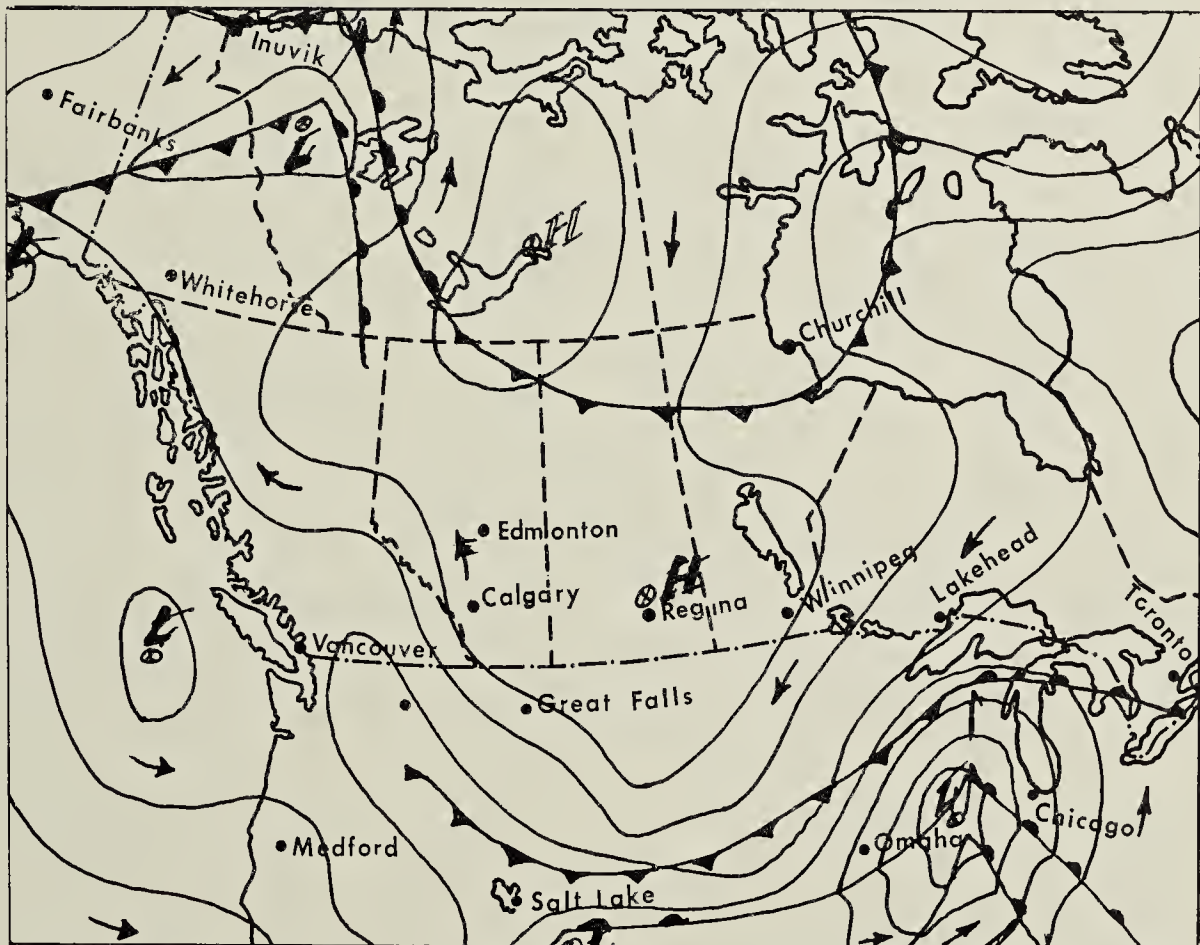 Inuvik
Fairbanks
L
H
L
Whitehorse
Churchill
Edmonton
H
Calgary
Regina
Winnipeg
Lakehead
Toronto
L
Vancouver
Great Falls
L
Chicago
Omaha
Medford
Salt Lake
L